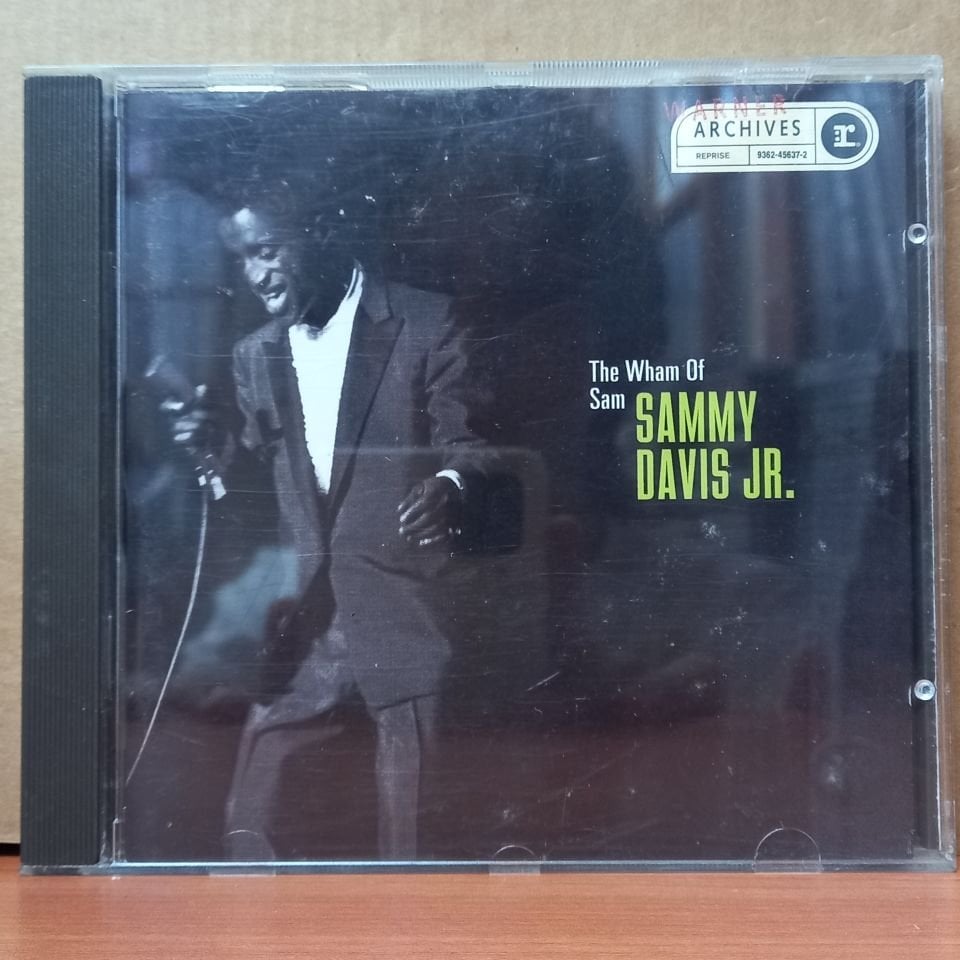 WARNER
ARCHIVES
REPRISE 9362-45637-2
r:
The Wham Of
Sam SAMMY
DAVIS JR.